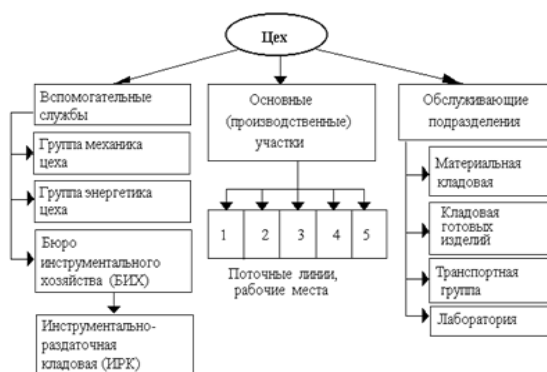 Цех
Вспомогательные
службы
Группа механика
цеха
Группа энергетика
цеха
Бюро
инструментального
хозяйства (БИХ)
Инструментально-
раздаточная
кладовая (ИРК)
Основные
(производственные)
участки
1 2 3 4 5
Поточные линии,
рабочие места
Обслуживающие
подразделения
Материальная
кладовая
Кладовая
готовых
изделий
Транспортная
группа
Лаборатория